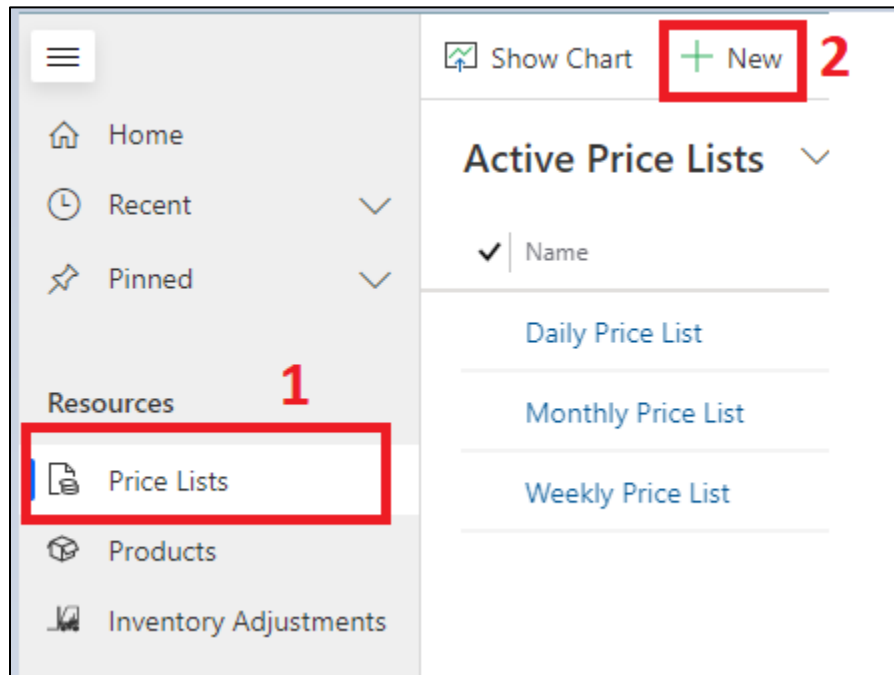 Show Chart
New
2
Home
Recent
Pinned
Active Price Lists
Name
Daily Price List
Monthly Price List
Weekly Price List
Resources
1
Price Lists
Products
Inventory Adjustments